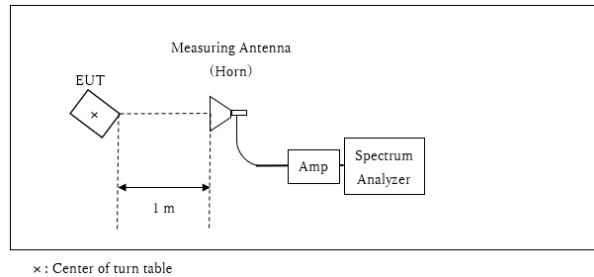 Measuring Antenna
(Horn)
EUT
×
Amp
Spectrum
Analyzer
1 m
× : Center of turn table